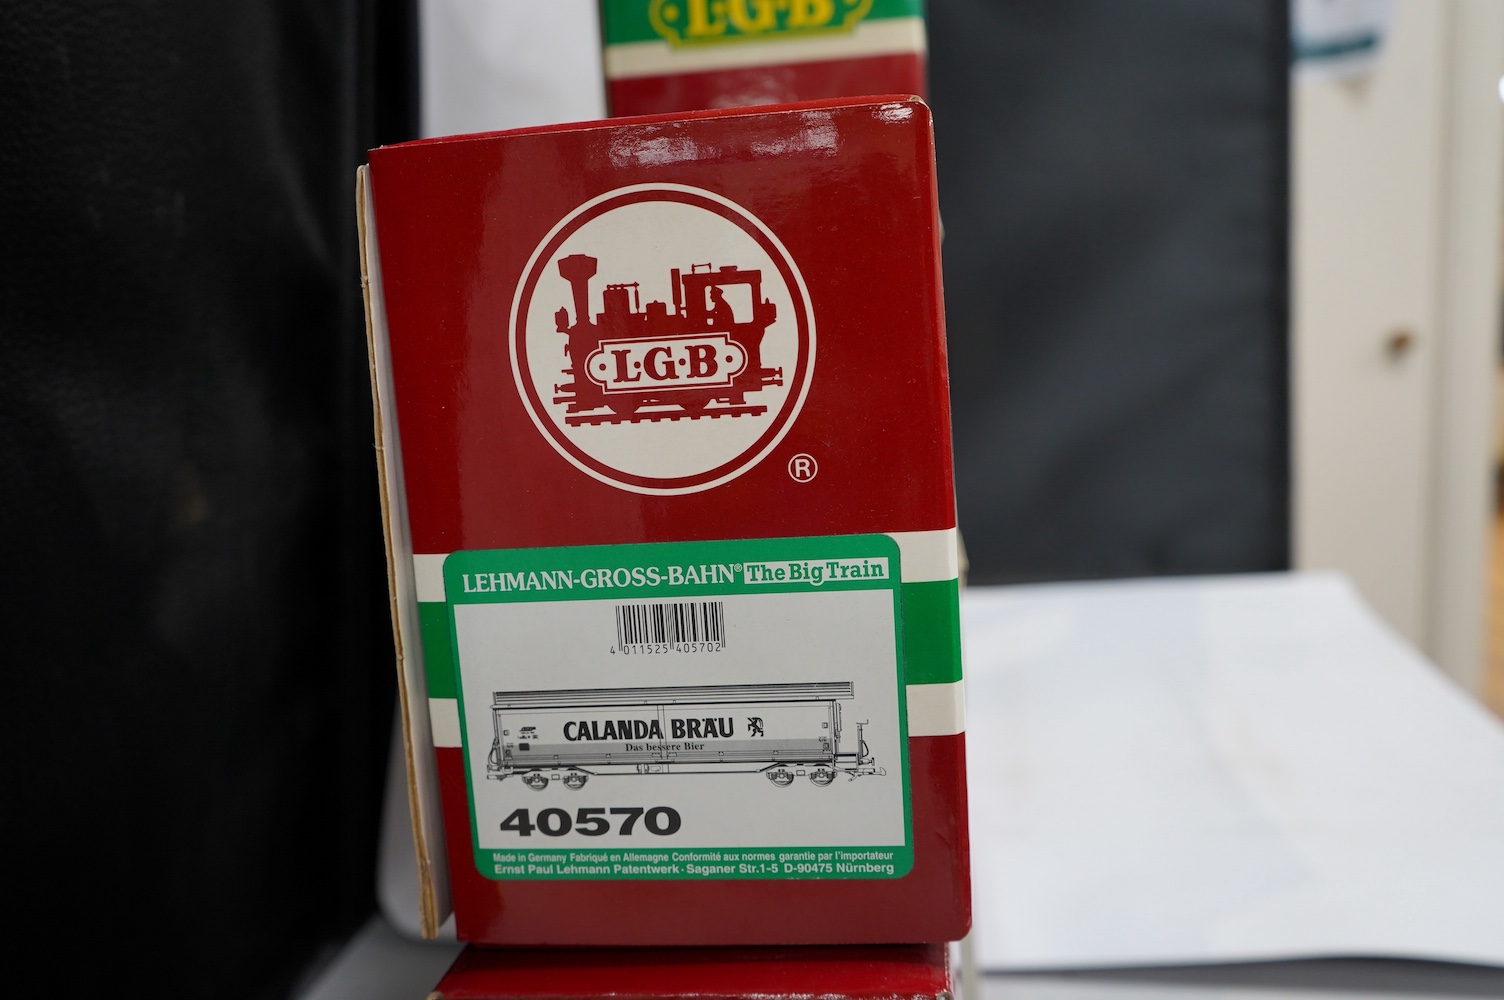 L·G·B
L·G·B
®
LEHMANN-GROSS-BAHN® The Big Train
4 011525 405702
CALANDA BRÄU
Das bessere Bier
40570
Made in Germany Fabriqué en Allemagne Conformité aux normes garantie par l'importateur
Ernst Paul Lehmann Patentwerk · Saganer Str.1-5 D-90475 Nürnberg